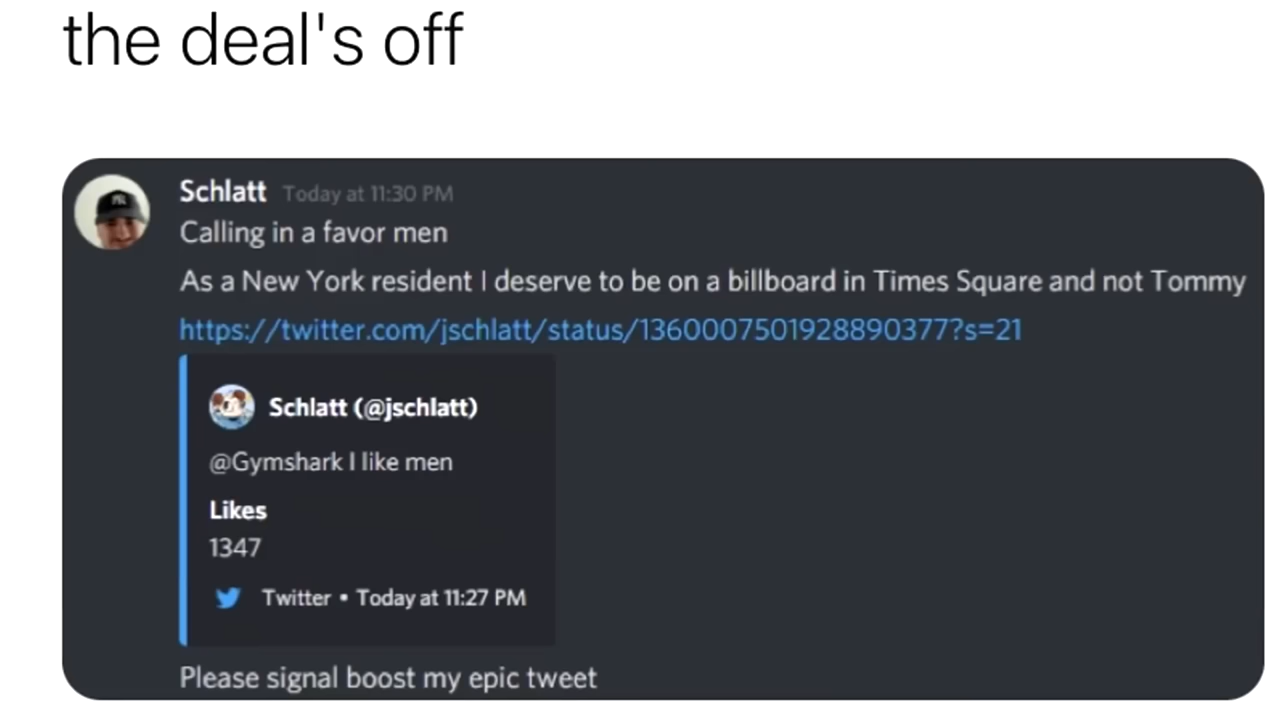 the deal's off
Schlatt Today at 11:30 PM
Calling in a favor men
As a New York resident I deserve to be on a billboard in Times Square and not Tommy
https://twitter.com/jschlatt/status/1360007501928890377?s=21
Schlatt (@jschlatt)
@Gymshark I like men
Likes
1347
Twitter • Today at 11:27 PM
Please signal boost my epic tweet